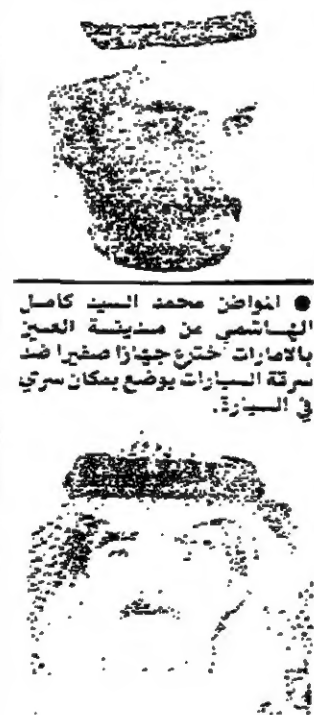 ● المواطن محمد السيد كامل
الهاشمي من مدينة العين
بالامارات اخترع جهازا صغيرا ضد
سرقة السيارات يوضع بمكان سري
في السيارة.